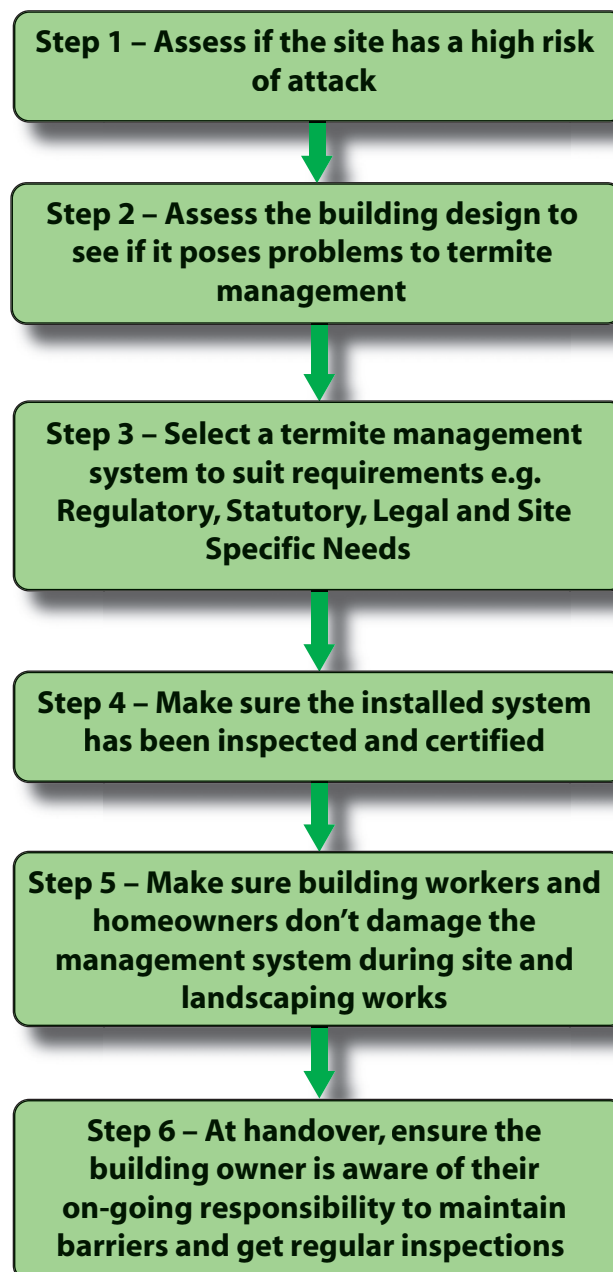 Step 1 – Assess if the site has a high risk
of attack
Step 2 – Assess the building design to
see if it poses problems to termite
management
Step 3 – Select a termite management
system to suit requirements e.g.
Regulatory, Statutory, Legal and Site
Specific Needs
Step 4 – Make sure the installed system
has been inspected and certified
Step 5 – Make sure building workers and
homeowners don’t damage the
management system during site and
landscaping works
Step 6 – At handover, ensure the
building owner is aware of their
on-going responsibility to maintain
barriers and get regular inspections